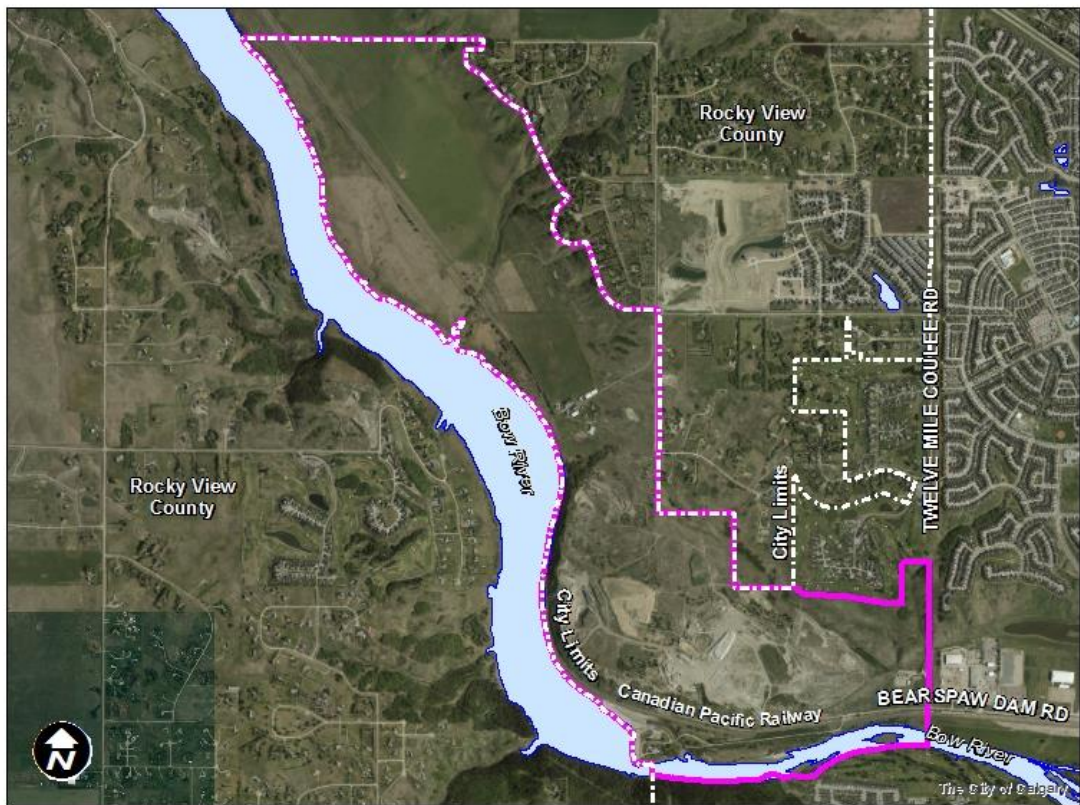 Rocky View
County
TWELVE MILE COULEE RD
Bow River
Rocky View
County
City Limits
City Limits
Canadian Pacific Railway
BEARSPAW DAM RD
Bow River
N
The City of Calgary